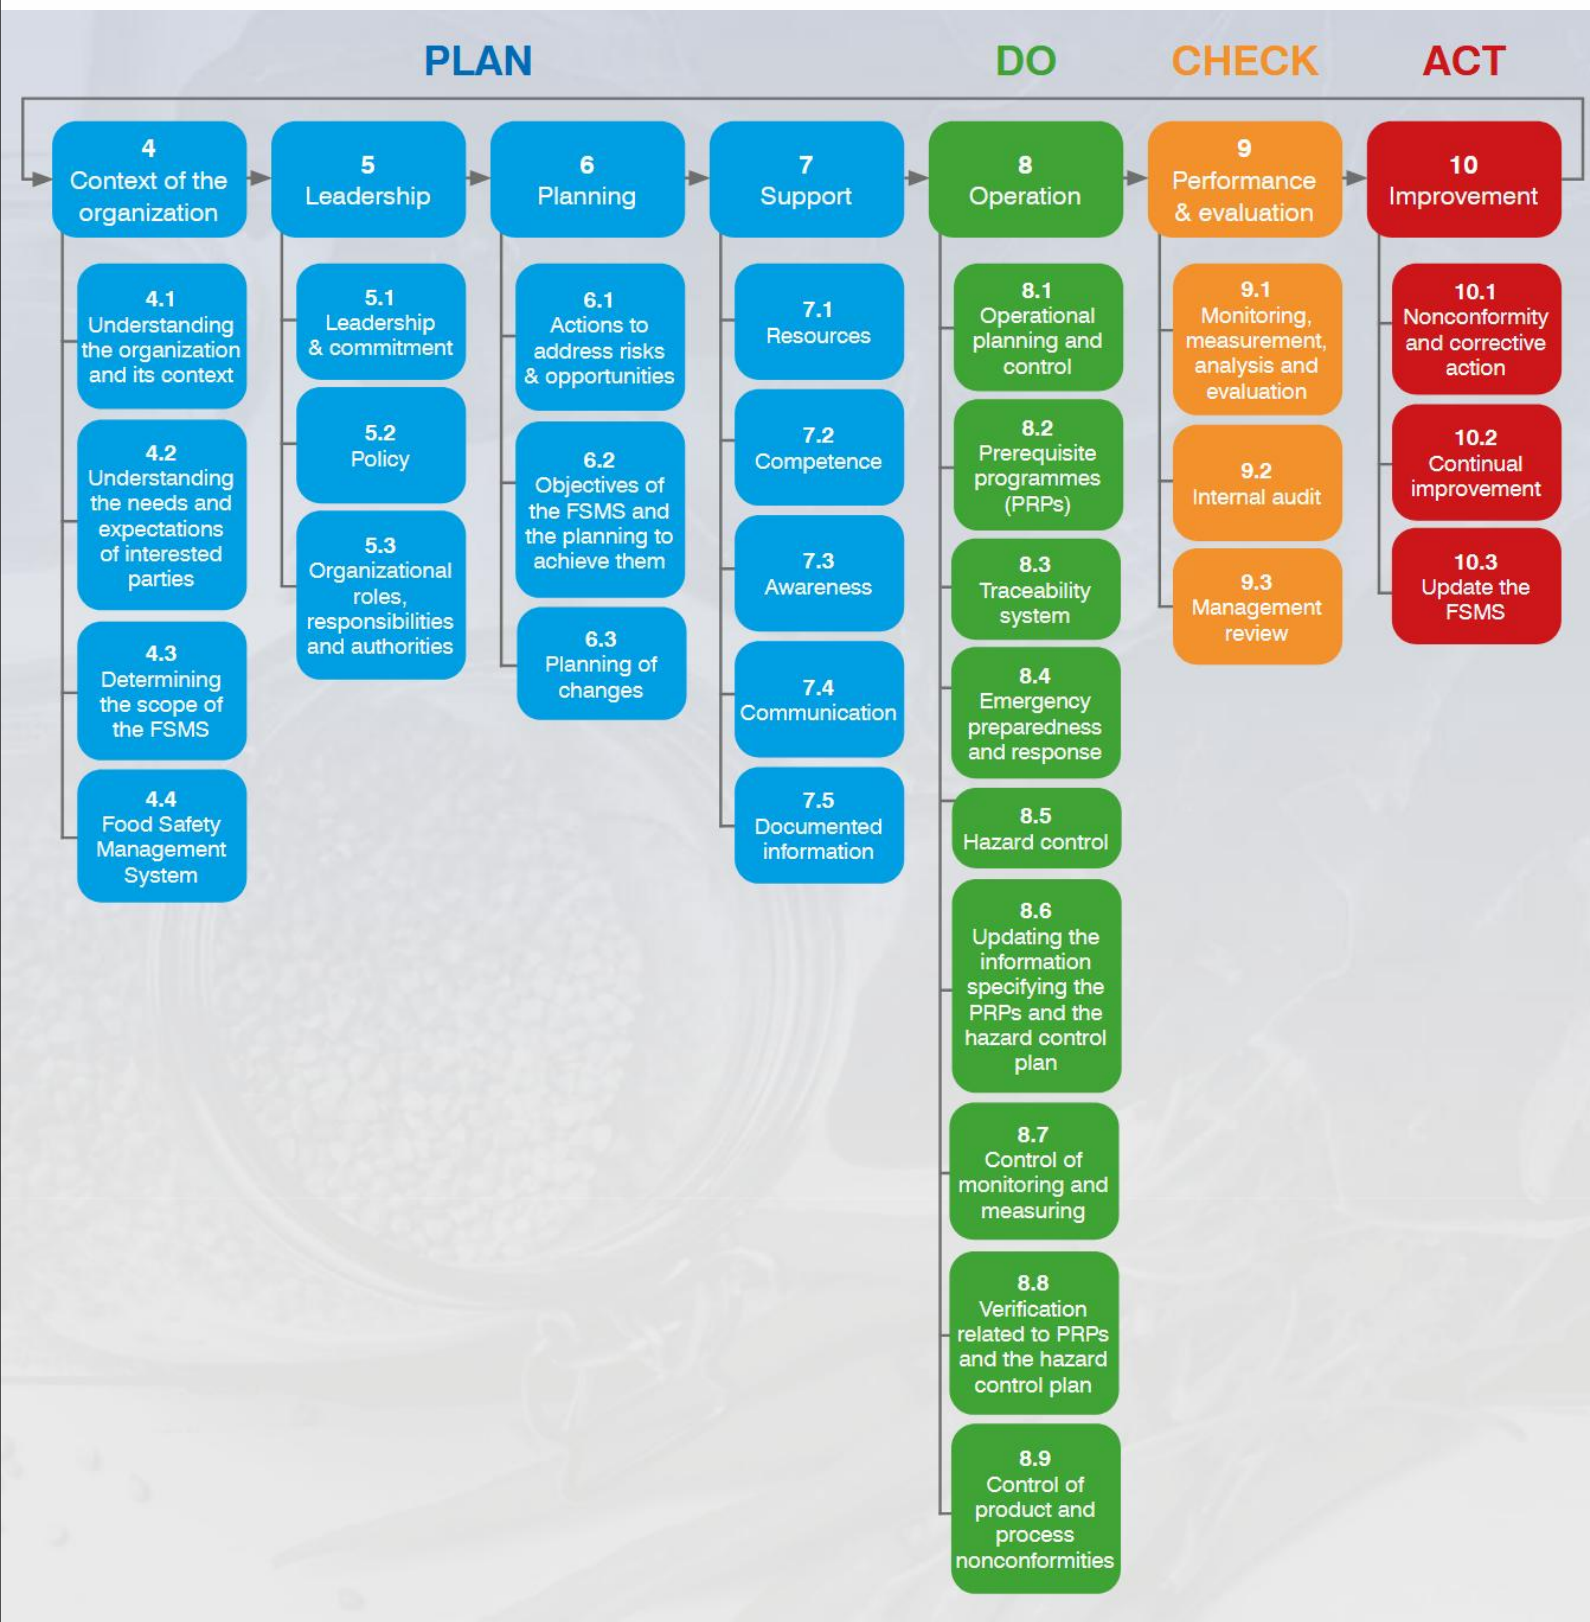 PLAN
DO
CHECK
ACT
4
Context of the
organization
5
Leadership
6
Planning
7
Support
8
Operation
9
Performance
& evaluation
10
Improvement
4.1
Understanding
the organization
and its context
4.2
Understanding
the needs and
expectations
of interested
parties
4.3
Determining
the scope of
the FSMS
4.4
Food Safety
Management
System
5.1
Leadership
& commitment
5.2
Policy
5.3
Organizational
roles,
responsibilities
and authorities
6.1
Actions to
address risks
& opportunities
6.2
Objectives of
the FSMS and
the planning to
achieve them
6.3
Planning of
changes
7.1
Resources
7.2
Competence
7.3
Awareness
7.4
Communication
7.5
Documented
information
8.1
Operational
planning and
control
8.2
Prerequisite
programmes
(PRPs)
8.3
Traceability
system
8.4
Emergency
preparedness
and response
8.5
Hazard control
8.6
Updating the
information
specifying the
PRPs and the
hazard control
plan
8.7
Control of
monitoring and
measuring
8.8
Verification
related to PRPs
and the hazard
control plan
8.9
Control of
product and
process
nonconformities
9.1
Monitoring,
measurement,
analysis and
evaluation
9.2
Internal audit
9.3
Management
review
10.1
Nonconformity
and corrective
action
10.2
Continual
improvement
10.3
Update the
FSMS